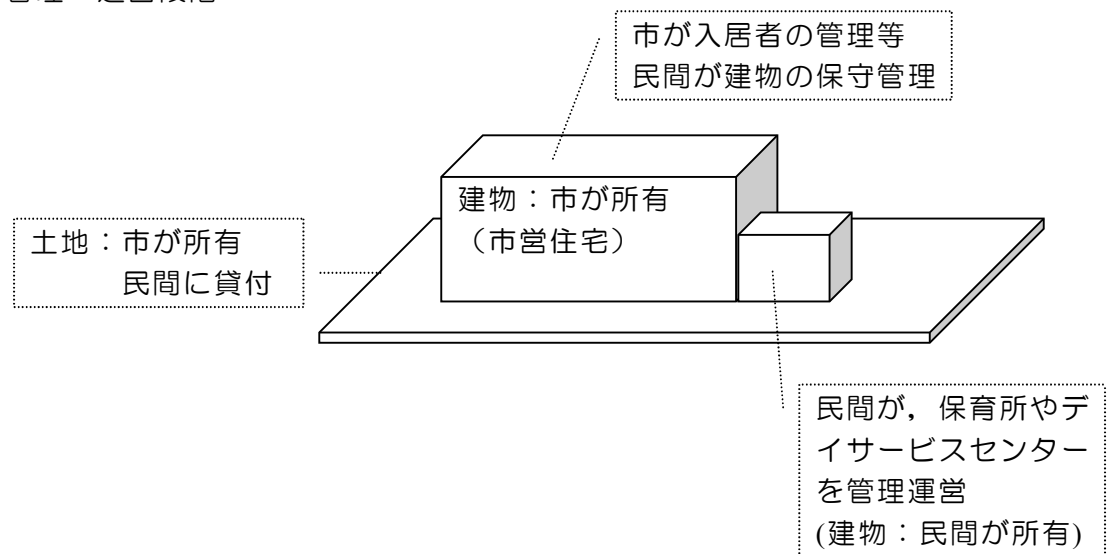 市が入居者の管理等
民間が建物の保守管理
建物：市が所有
（市営住宅）
土地：市が所有
民間に貸付
民間が，保育所やデ
イサービスセンター
を管理運営
(建物：民間が所有)